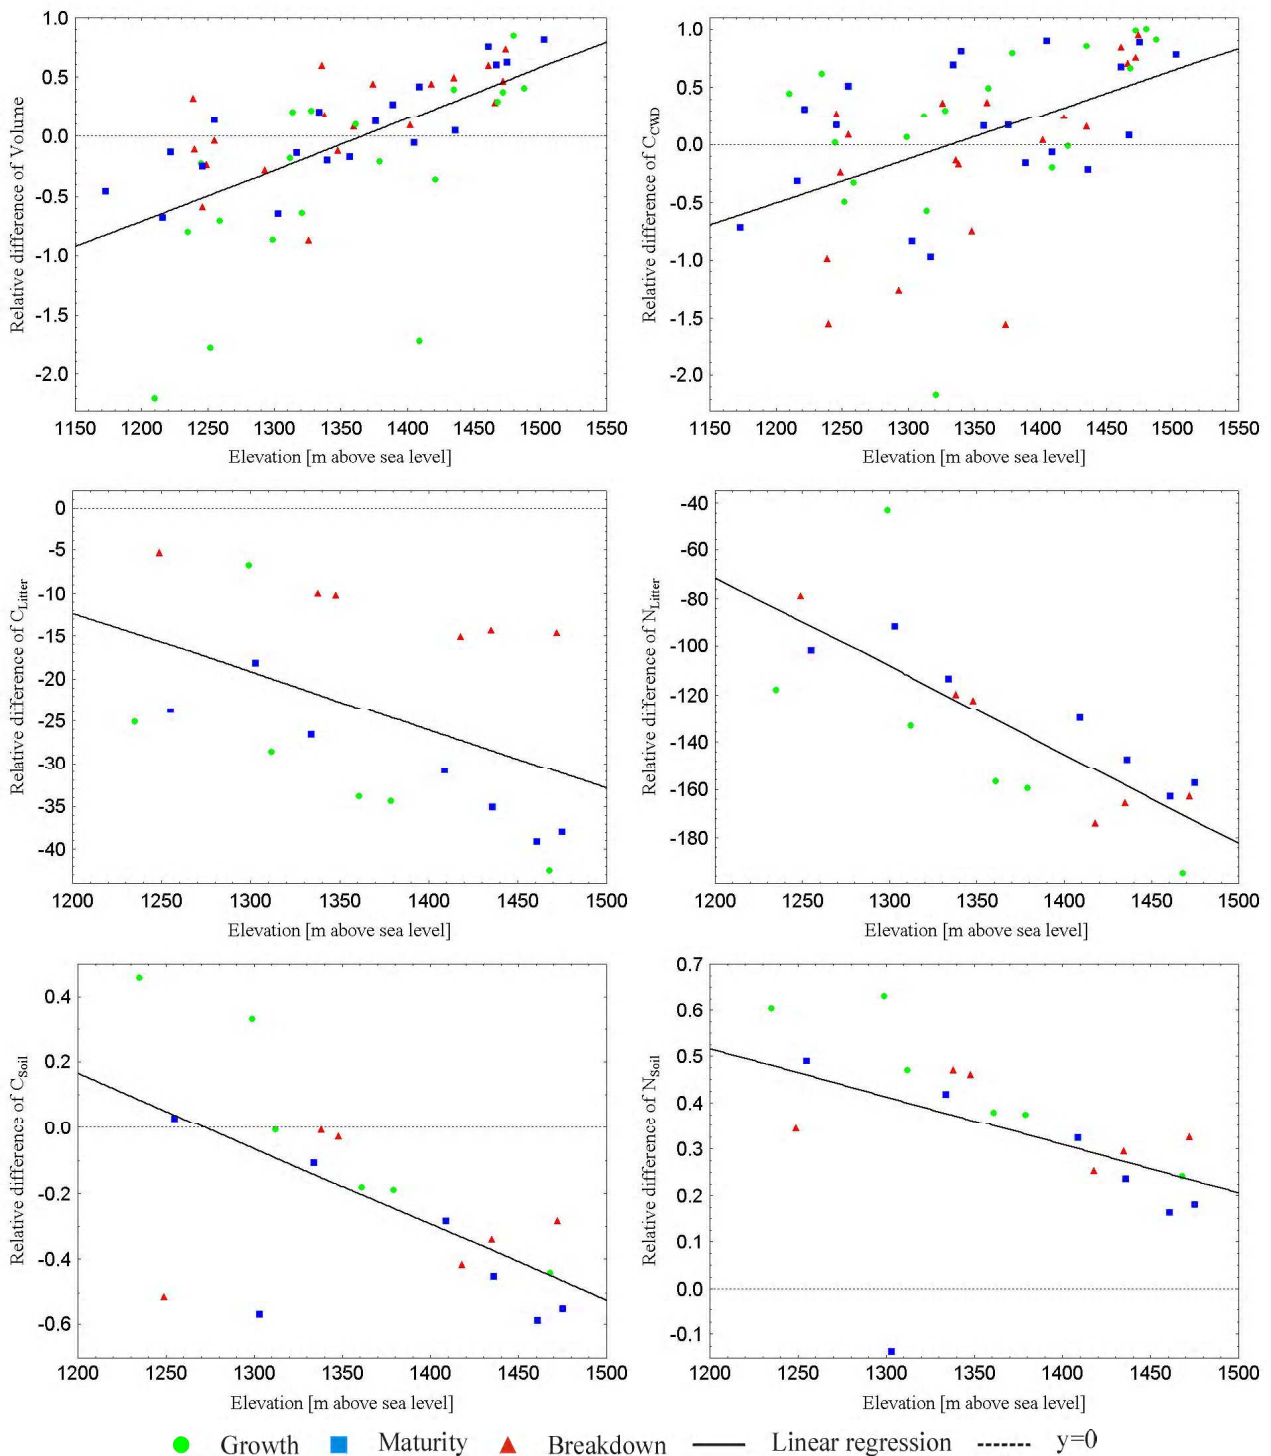 Relative difference of Volume
1.0
0.5
0.0
-0.5
-1.0
-1.5
-2.0
1150 1200 1250 1300 1350 1400 1450 1500 1550
Elevation [m above sea level]
Relative difference of C_CWD
1.0
0.5
0.0
-0.5
-1.0
-1.5
-2.0
1150 1200 1250 1300 1350 1400 1450 1500 1550
Elevation [m above sea level]
Relative difference of C_Litter
0
-5
-10
-15
-20
-25
-30
-35
-40
1200 1250 1300 1350 1400 1450 1500
Elevation [m above sea level]
Relative difference of N_Litter
-40
-60
-80
-100
-120
-140
-160
-180
1200 1250 1300 1350 1400 1450 1500
Elevation [m above sea level]
Relative difference of C_Soil
0.4
0.2
0.0
-0.2
-0.4
-0.6
1200 1250 1300 1350 1400 1450 1500
Elevation [m above sea level]
Relative difference of N_Soil
0.7
0.6
0.5
0.4
0.3
0.2
0.1
0.0
-0.1
1200 1250 1300 1350 1400 1450 1500
Elevation [m above sea level]
Growth Maturity Breakdown Linear regression y=0